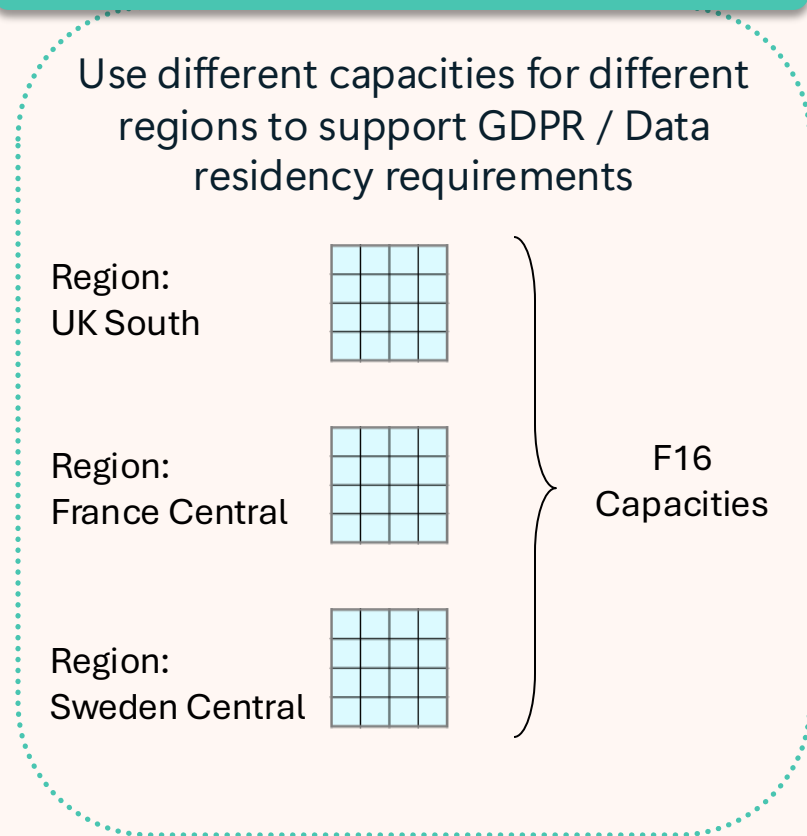 Use different capacities for different
regions to support GDPR / Data
residency requirements
Region:
UK South
Region:
France Central
Region:
Sweden Central
F16
Capacities